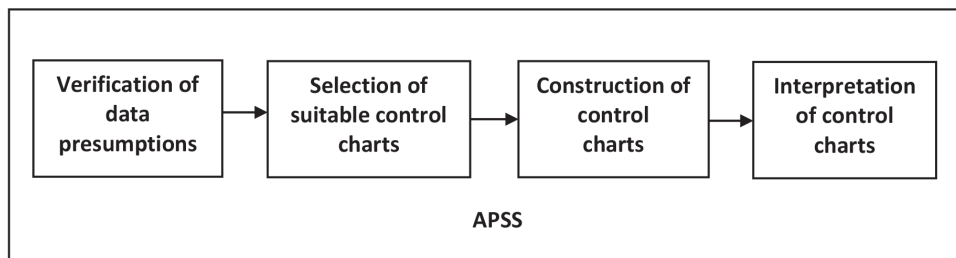 Verification of
data
presumptions
Selection of
suitable control
charts
Construction of
control
charts
Interpretation
of control
charts
APSS